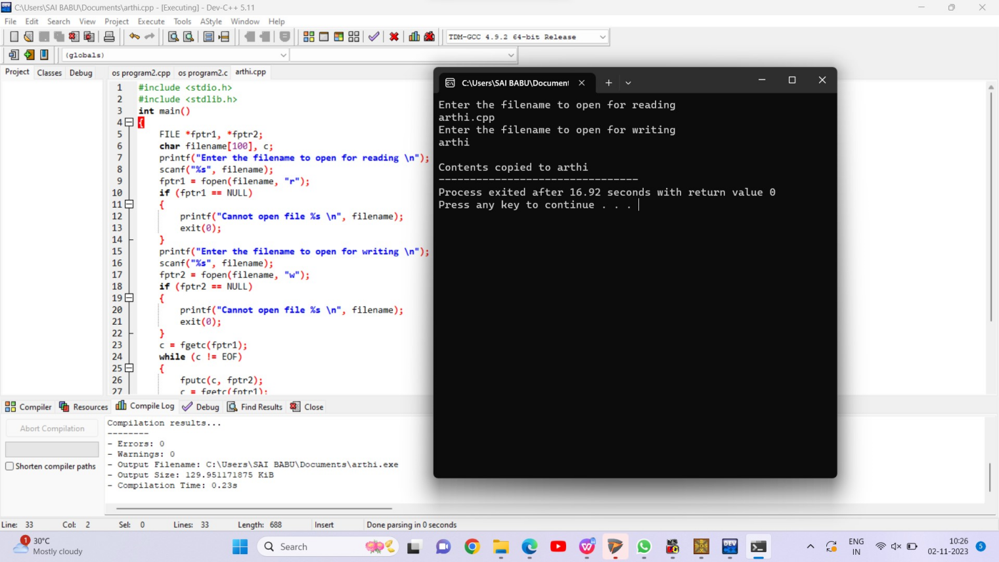 C:\Users\SAI BABU\Documents\arthi.cpp - [Executing] - Dev-C++ 5.11
File Edit Search View Project Execute Tools AStyle Window Help
TDM-GCC 4.9.2 64-bit Release
(globals)
Project Classes Debug
os program2.cpp os program2.c arthi.cpp
1 #include <stdio.h>
2 #include <stdlib.h>
3 int main()
4 {
5 FILE *fptr1, *fptr2;
6 char filename[100], c;
7 printf("Enter the filename to open for reading \n");
8 scanf("%s", filename);
9 fptr1 = fopen(filename, "r");
10 if (fptr1 == NULL)
11 {
12 printf("Cannot open file %s \n", filename);
13 exit(0);
14 }
15 printf("Enter the filename to open for writing \n");
16 scanf("%s", filename);
17 fptr2 = fopen(filename, "w");
18 if (fptr2 == NULL)
19 {
20 printf("Cannot open file %s \n", filename);
21 exit(0);
22 }
23 c = fgetc(fptr1);
24 while (c != EOF)
25 {
26 fputc(c, fptr2);
27 c = fgetc(fptr1);
C:\Users\SAI BABU\Document
Enter the filename to open for reading
arthi.cpp
Enter the filename to open for writing
arthi
Contents copied to arthi
--------------------------------
Process exited after 16.92 seconds with return value 0
Press any key to continue . . .
Compiler Resources Compile Log Debug Find Results Close
Abort Compilation
Shorten compiler paths
Compilation results...
--------
- Errors: 0
- Warnings: 0
- Output Filename: C:\Users\SAI BABU\Documents\arthi.exe
- Output Size: 129.951171875 KiB
- Compilation Time: 0.23s
Line: 33 Col: 2 Sel: 0 Lines: 33 Length: 688 Insert Done parsing in 0 seconds
1
30°C
Mostly cloudy
Search
MS
DOS
DEV
ENG
IN
10:26
02-11-2023
5